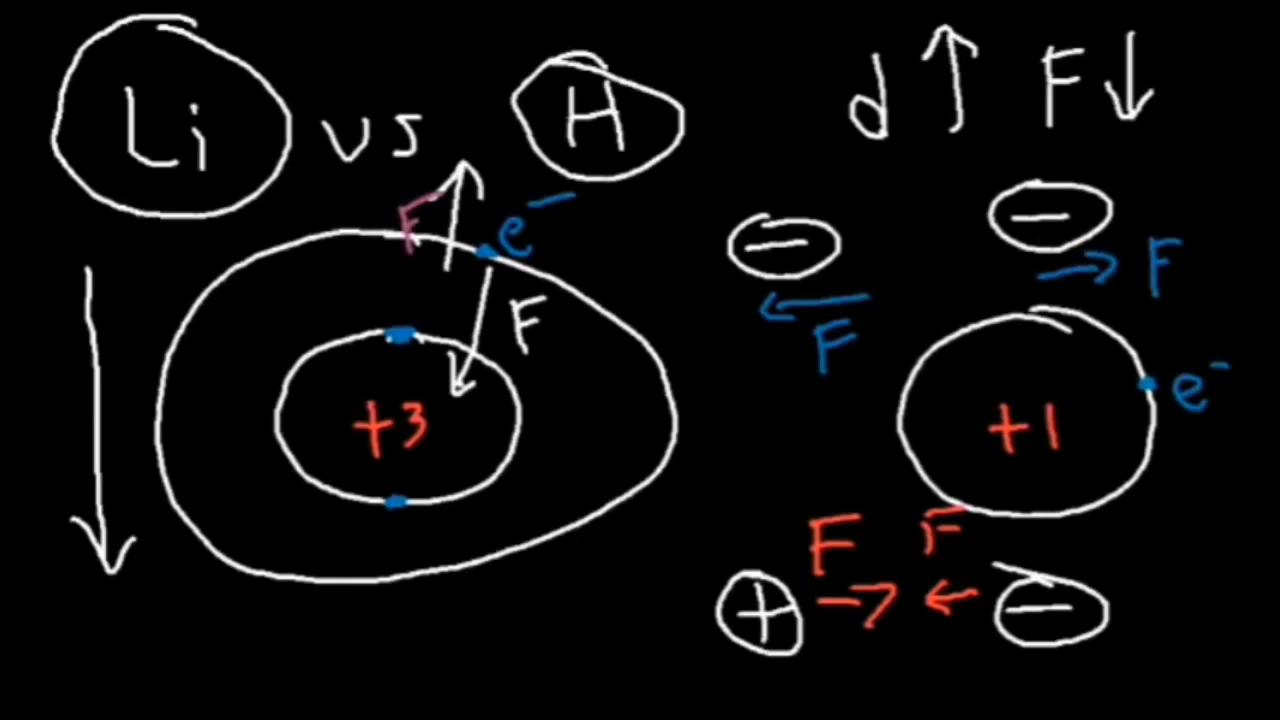 Li vs H
d ↑ F ↓
F e⁻
F
+3
− −
F F
+1 e⁻
F F
+ −